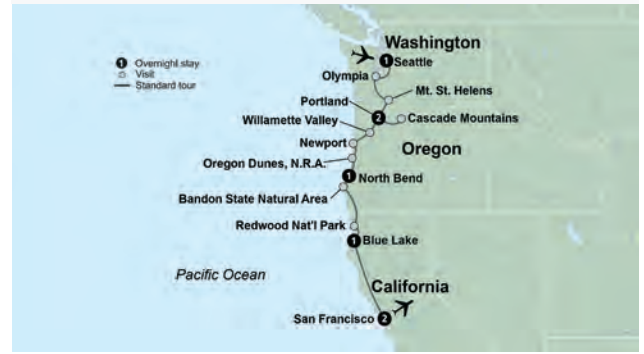 Washington
1 Overnight stay
Visit
Standard tour
1 Seattle
Olympia
Mt. St. Helens
Portland
2
Cascade Mountains
Willamette Valley
Newport
Oregon
Oregon Dunes, N.R.A.
1 North Bend
Bandon State Natural Area
Redwood Nat'l Park
1 Blue Lake
Pacific Ocean
California
San Francisco 2